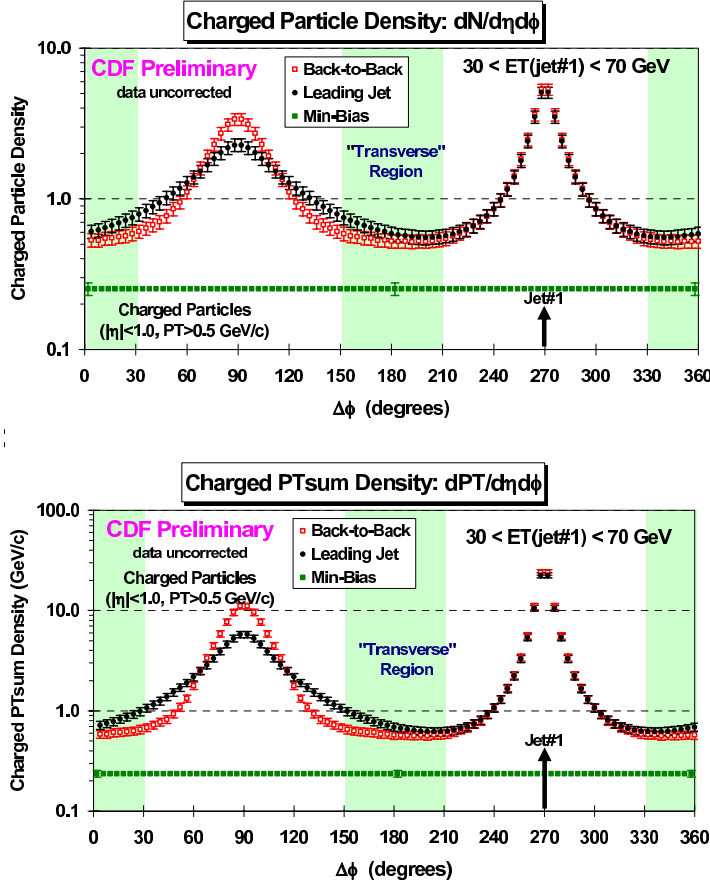 Charged Particle Density: dN/dηdϕ
CDF Preliminary
data uncorrected
Back-to-Back
Leading Jet
Min-Bias
30 < ET(jet#1) < 70 GeV
"Transverse"
Region
Jet#1
Charged Particles
(|η|<1.0, PT>0.5 GeV/c)
Charged Particle Density
10.0
1.0
0.1
0 30 60 90 120 150 180 210 240 270 300 330 360
Δϕ (degrees)
Charged PTsum Density: dPT/dηdϕ
CDF Preliminary
data uncorrected
Charged Particles
(|η|<1.0, PT>0.5 GeV/c)
Back-to-Back
Leading Jet
Min-Bias
30 < ET(jet#1) < 70 GeV
"Transverse"
Region
Jet#1
Charged PTsum Density (GeV/c)
100.0
10.0
1.0
0.1
0 30 60 90 120 150 180 210 240 270 300 330 360
Δϕ (degrees)